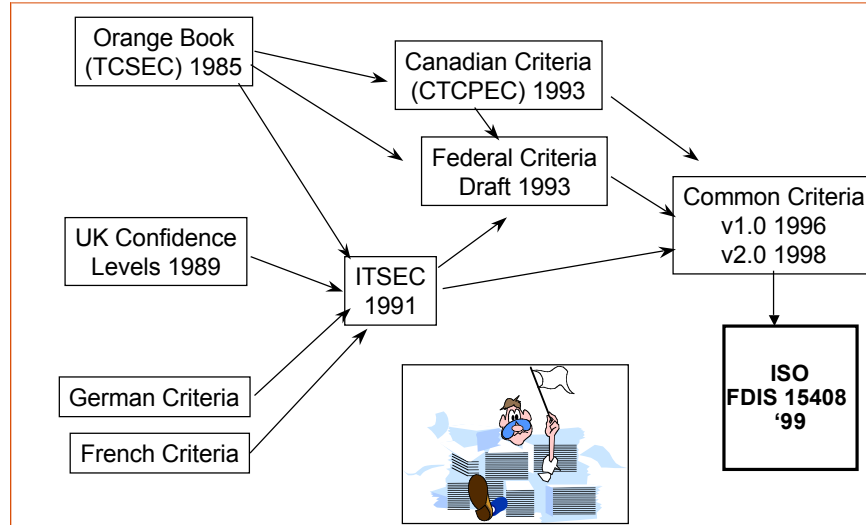 Orange Book
(TCSEC) 1985
Canadian Criteria
(CTCPEC) 1993
Federal Criteria
Draft 1993
Common Criteria
v1.0 1996
v2.0 1998
UK Confidence
Levels 1989
ITSEC
1991
German Criteria
French Criteria
ISO
FDIS 15408
‘99